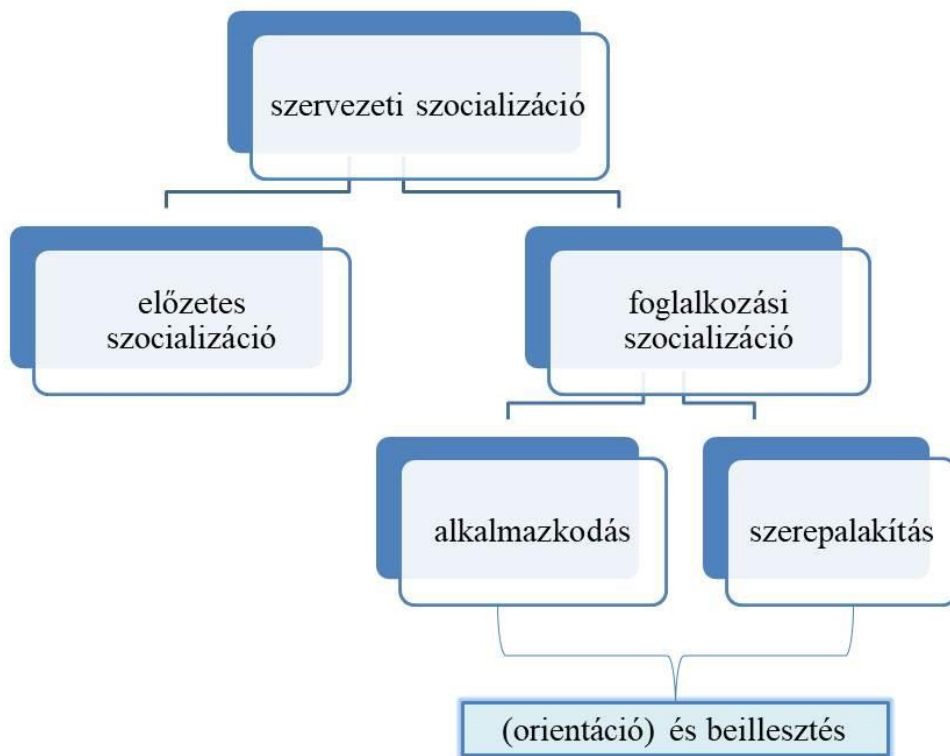 szervezeti szocializáció
előzetes
szocializáció
foglalkozási
szocializáció
alkalmazkodás
szerepalakítás
(orientáció) és beillesztés